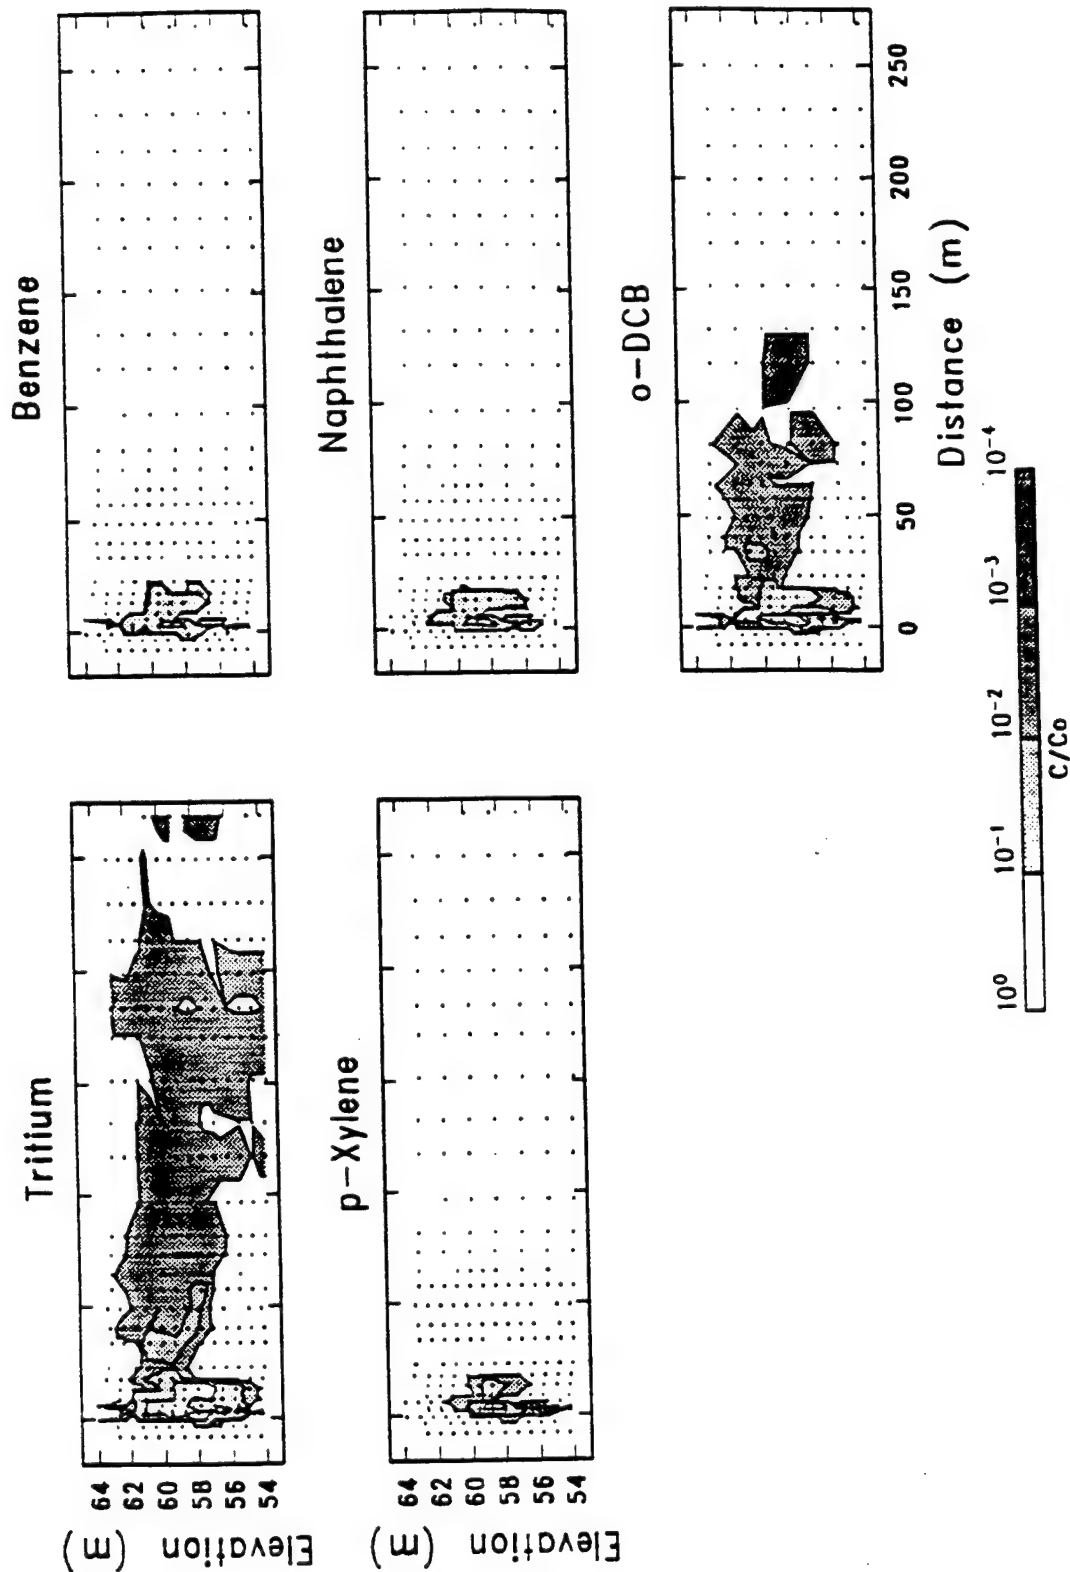 Tritium
Benzene
64
62
60
58
56
54
Elevation (m)
p-Xylene
Naphthalene
64
62
60
58
56
54
Elevation (m)
o-DCB
0
50
100
150
200
250
Distance (m)
10⁰
10⁻¹
10⁻²
10⁻³
10⁻⁴
C/Co